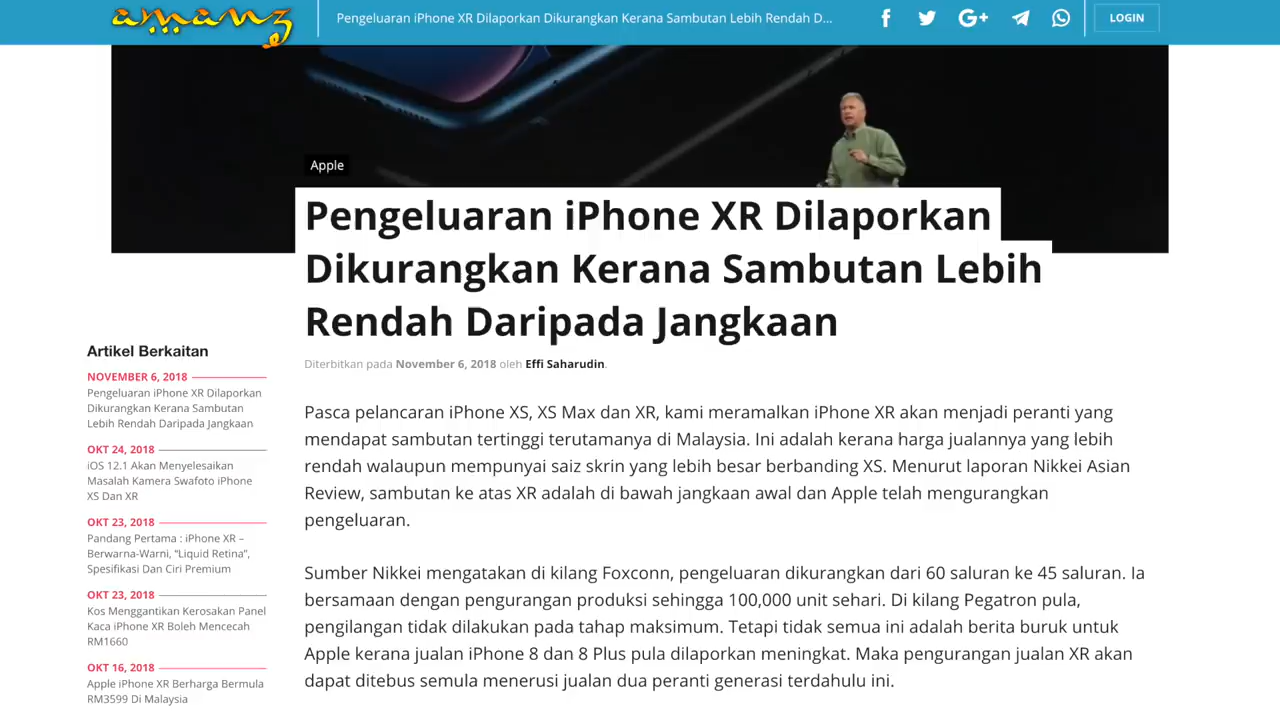 amanz
Pengeluaran iPhone XR Dilaporkan Dikurangkan Kerana Sambutan Lebih Rendah D...
LOGIN
Apple
Pengeluaran iPhone XR Dilaporkan
Dikurangkan Kerana Sambutan Lebih
Rendah Daripada Jangkaan
Diterbitkan pada November 6, 2018 oleh Effi Saharudin.
Artikel Berkaitan
NOVEMBER 6, 2018
Pengeluaran iPhone XR Dilaporkan
Dikurangkan Kerana Sambutan
Lebih Rendah Daripada Jangkaan
OKT 24, 2018
iOS 12.1 Akan Menyelesaikan
Masalah Kamera Swafoto iPhone
XS Dan XR
OKT 23, 2018
Pandang Pertama : iPhone XR –
Berwarna-Warni, “Liquid Retina”,
Spesifikasi Dan Ciri Premium
OKT 23, 2018
Kos Menggantikan Kerosakan Panel
Kaca iPhone XR Boleh Mencecah
RM1660
OKT 16, 2018
Apple iPhone XR Berharga Bermula
RM3599 Di Malaysia
Pasca pelancaran iPhone XS, XS Max dan XR, kami meramalkan iPhone XR akan menjadi peranti yang
mendapat sambutan tertinggi terutamanya di Malaysia. Ini adalah kerana harga jualannya yang lebih
rendah walaupun mempunyai saiz skrin yang lebih besar berbanding XS. Menurut laporan Nikkei Asian
Review, sambutan ke atas XR adalah di bawah jangkaan awal dan Apple telah mengurangkan
pengeluaran.
Sumber Nikkei mengatakan di kilang Foxconn, pengeluaran dikurangkan dari 60 saluran ke 45 saluran. Ia
bersamaan dengan pengurangan produksi sehingga 100,000 unit sehari. Di kilang Pegatron pula,
pengilangan tidak dilakukan pada tahap maksimum. Tetapi tidak semua ini adalah berita buruk untuk
Apple kerana jualan iPhone 8 dan 8 Plus pula dilaporkan meningkat. Maka pengurangan jualan XR akan
dapat ditebus semula menerusi jualan dua peranti generasi terdahulu ini.